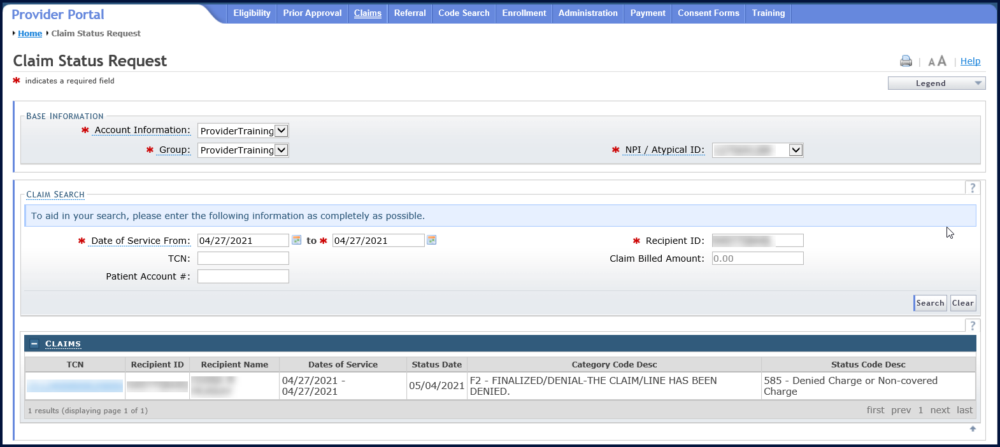 Provider Portal
Eligibility Prior Approval Claims Referral Code Search Enrollment Administration Payment Consent Forms Training
Home Claim Status Request
Claim Status Request
A A Help
* indicates a required field
Legend
BASE INFORMATION
* Account Information: ProviderTraining
* Group: ProviderTraining * NPI / Atypical ID:
?
CLAIM SEARCH
To aid in your search, please enter the following information as completely as possible.
* Date of Service From: 04/27/2021 to * 04/27/2021 * Recipient ID:
TCN: Claim Billed Amount: 0.00
Patient Account #:
Search Clear
?
CLAIMS
TCN Recipient ID Recipient Name Dates of Service Status Date Category Code Desc Status Code Desc
04/27/2021 - 04/27/2021 05/04/2021 F2 - FINALIZED/DENIAL-THE CLAIM/LINE HAS BEEN DENIED. 585 - Denied Charge or Non-covered Charge
1 results (displaying page 1 of 1) first prev 1 next last